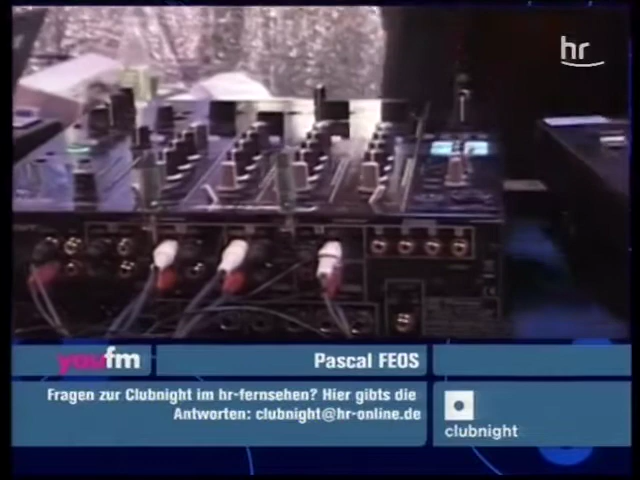 hr
youfm
Pascal FEOS
Fragen zur Clubnight im hr-fernsehen? Hier gibts die
Antworten: clubnight@hr-online.de
clubnight